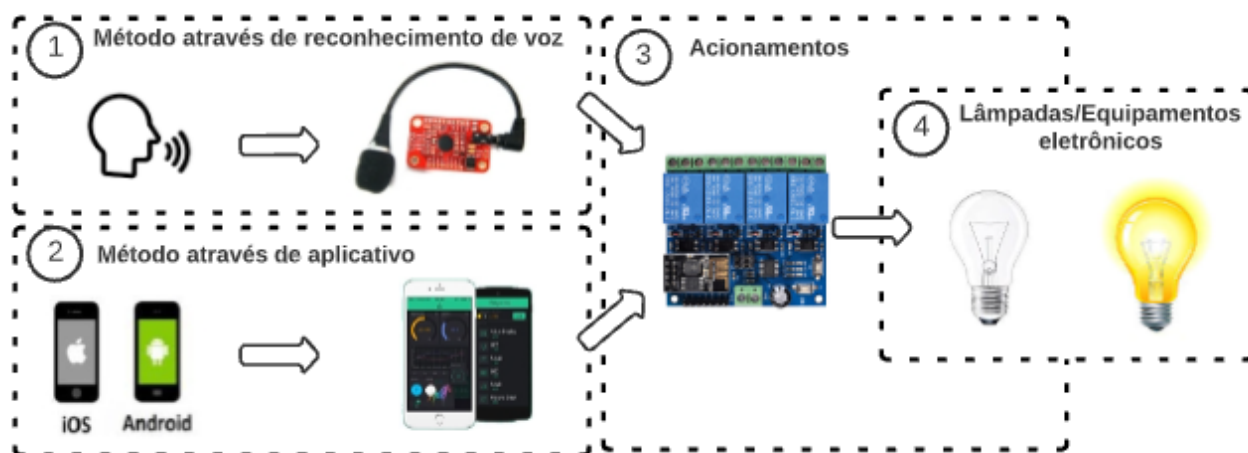 1
Método através de reconhecimento de voz
2
Método através de aplicativo
iOS
Android
3
Acionamentos
4
Lâmpadas/Equipamentos
eletrônicos